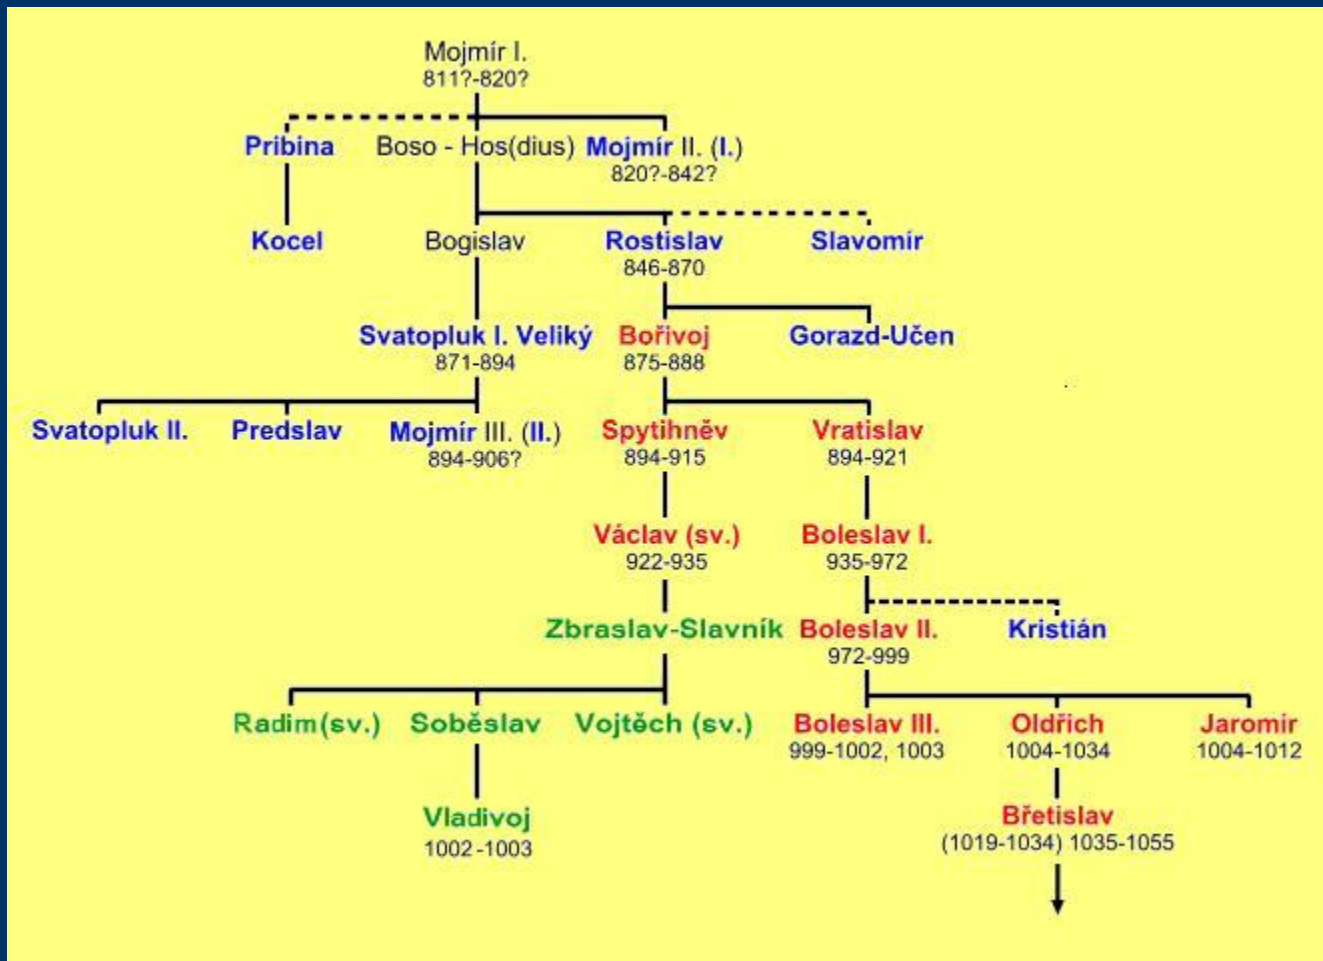 Mojmír I.
811?-820?
Pribina Boso - Hos(dius) Mojmír II. (I.)
820?-842?
Kocel Bogislav Rostislav Slavomír
846-870
Svatopluk I. Veliký Bořivoj Gorazd-Učen
871-894 875-888
Svatopluk II. Predslav Mojmír III. (II.) Spytihněv Vratislav
894-906? 894-915 894-921
Václav (sv.) Boleslav I.
922-935 935-972
Zbraslav-Slavník Boleslav II. Kristián
972-999
Radim(sv.) Soběslav Vojtěch (sv.) Boleslav III. Oldřich Jaromír
999-1002, 1003 1004-1034 1004-1012
Vladivoj Břetislav
1002-1003 (1019-1034) 1035-1055